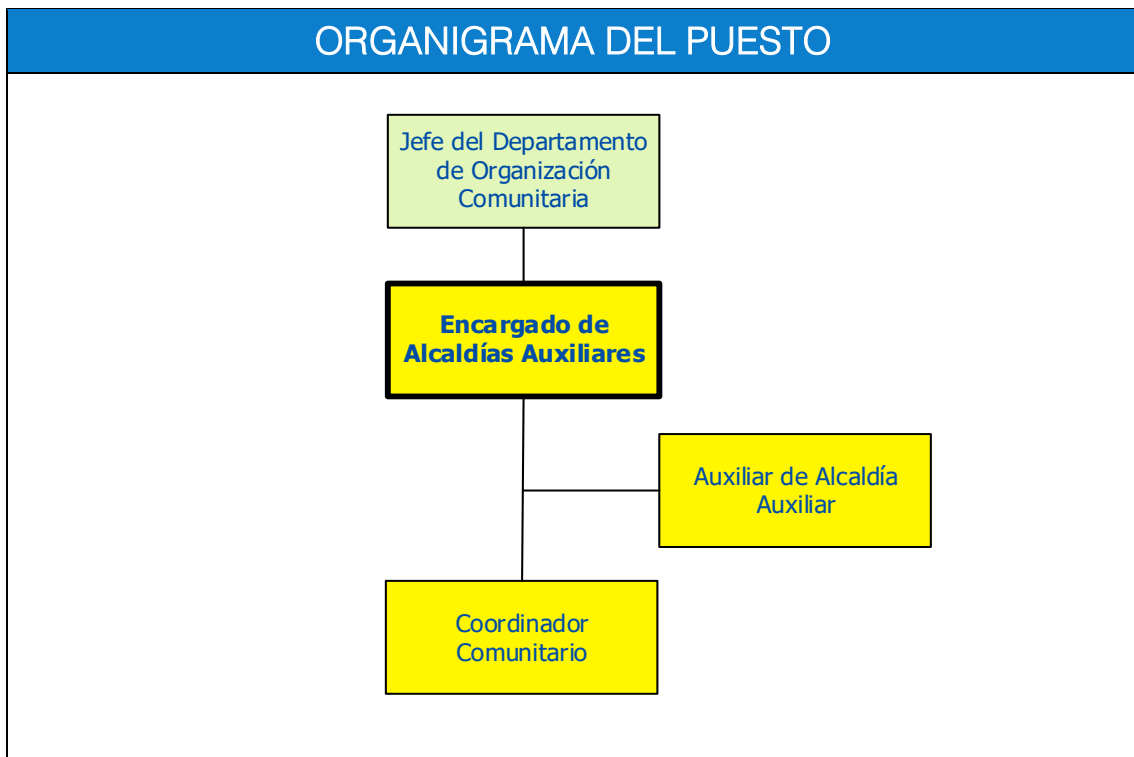 ORGANIGRAMA DEL PUESTO
Jefe del Departamento
de Organización
Comunitaria
Encargado de
Alcaldías Auxiliares
Auxiliar de Alcaldía
Auxiliar
Coordinador
Comunitario